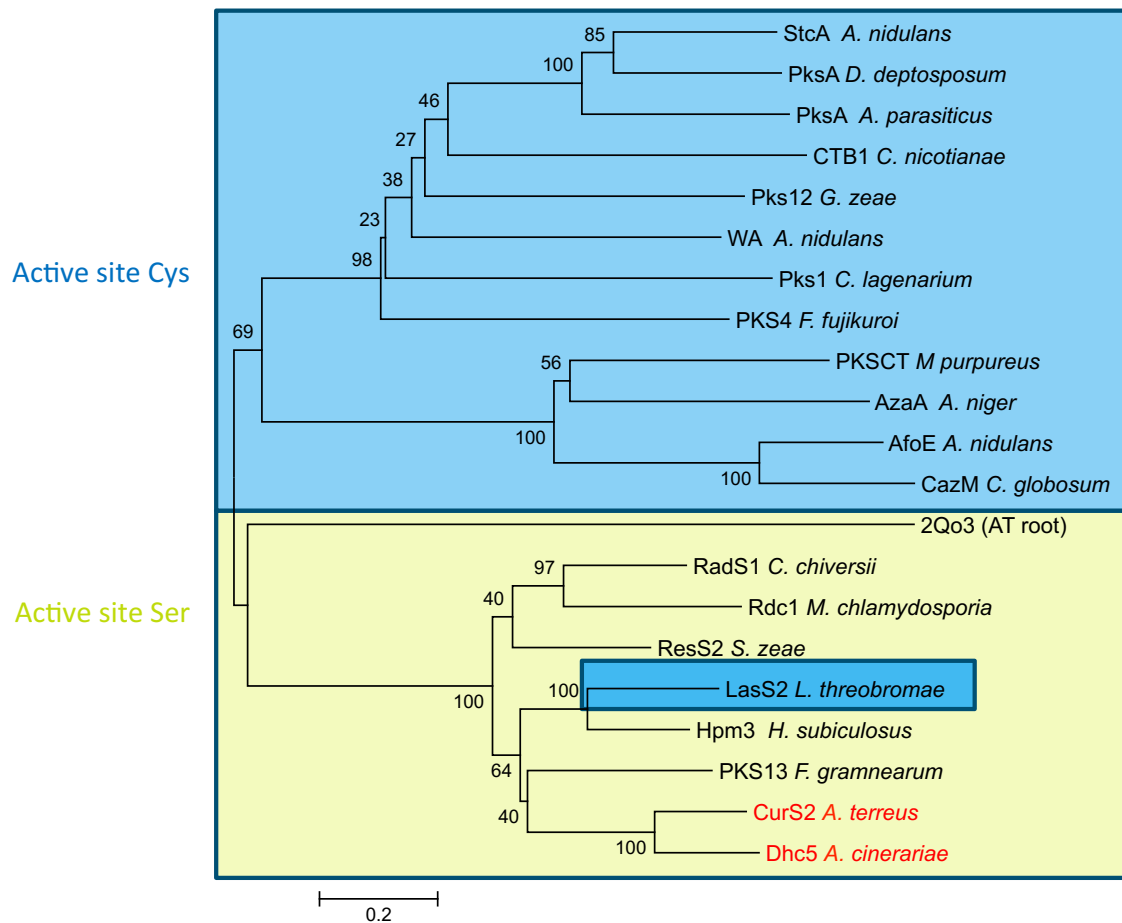 85
StcA A. nidulans
PksA D. deptosposum
100
PksA A. parasiticus
46
CTB1 C. nicotianae
27
Pks12 G. zeae
38
WA A. nidulans
23
Pks1 C. lagenarium
98
PKS4 F. fujikuroi
Active site Cys
69
56
PKSCT M purpureus
AzaA A. niger
100
AfoE A. nidulans
100
CazM C. globosum
2Qo3 (AT root)
97
RadS1 C. chiversii
Active site Ser
40
Rdc1 M. chlamydosporia
ResS2 S. zeae
100
100
LasS2 L. threobromae
Hpm3 H. subiculosus
64
PKS13 F. gramnearum
40
CurS2 A. terreus
100
Dhc5 A. cinerariae
0.2